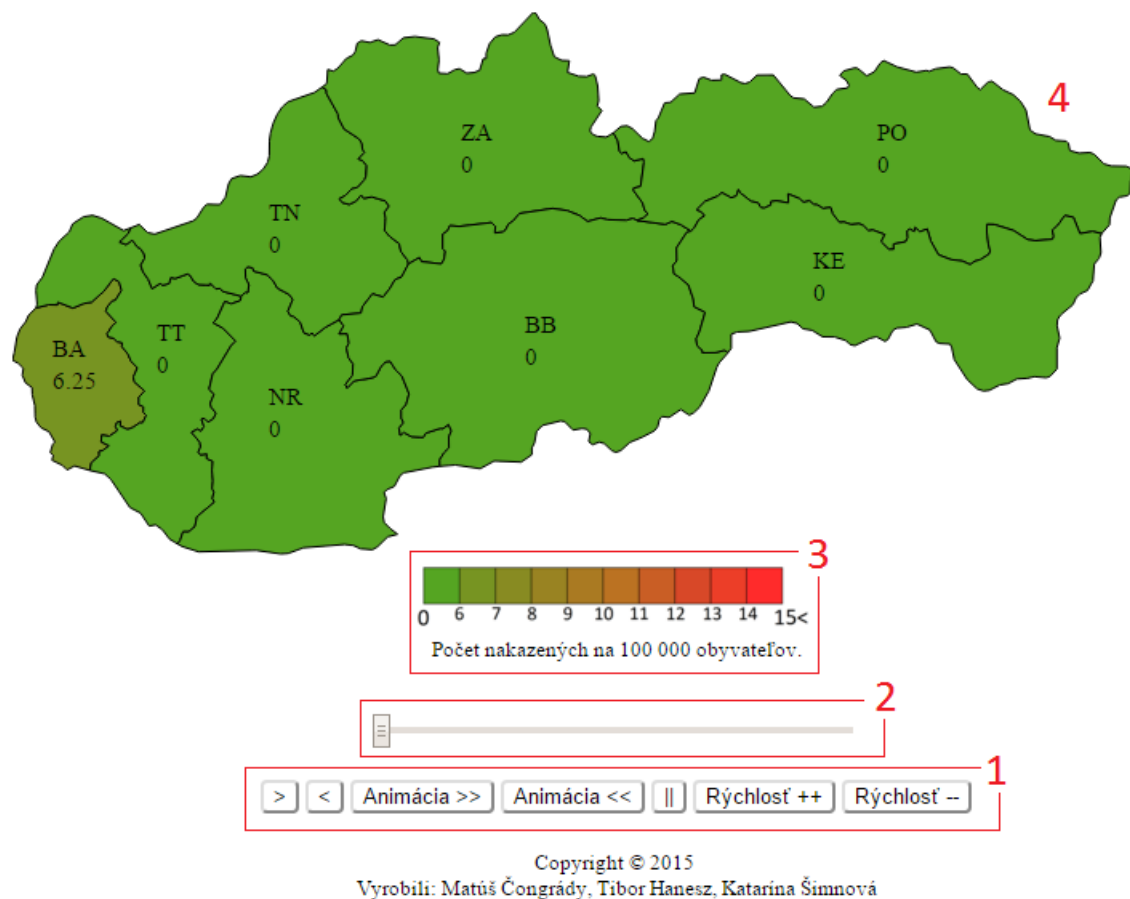 4
ZA
0
PO
0
TN
0
KE
0
BB
0
TT
0
BA
6.25
NR
0
3
0 6 7 8 9 10 11 12 13 14 15<
Počet nakazených na 100 000 obyvateľov.
2
1
> < Animácia >> Animácia << || Rýchlosť ++ Rýchlosť --
Copyright © 2015
Vyrobili: Matúš Čongrády, Tibor Hanesz, Katarína Šimnová